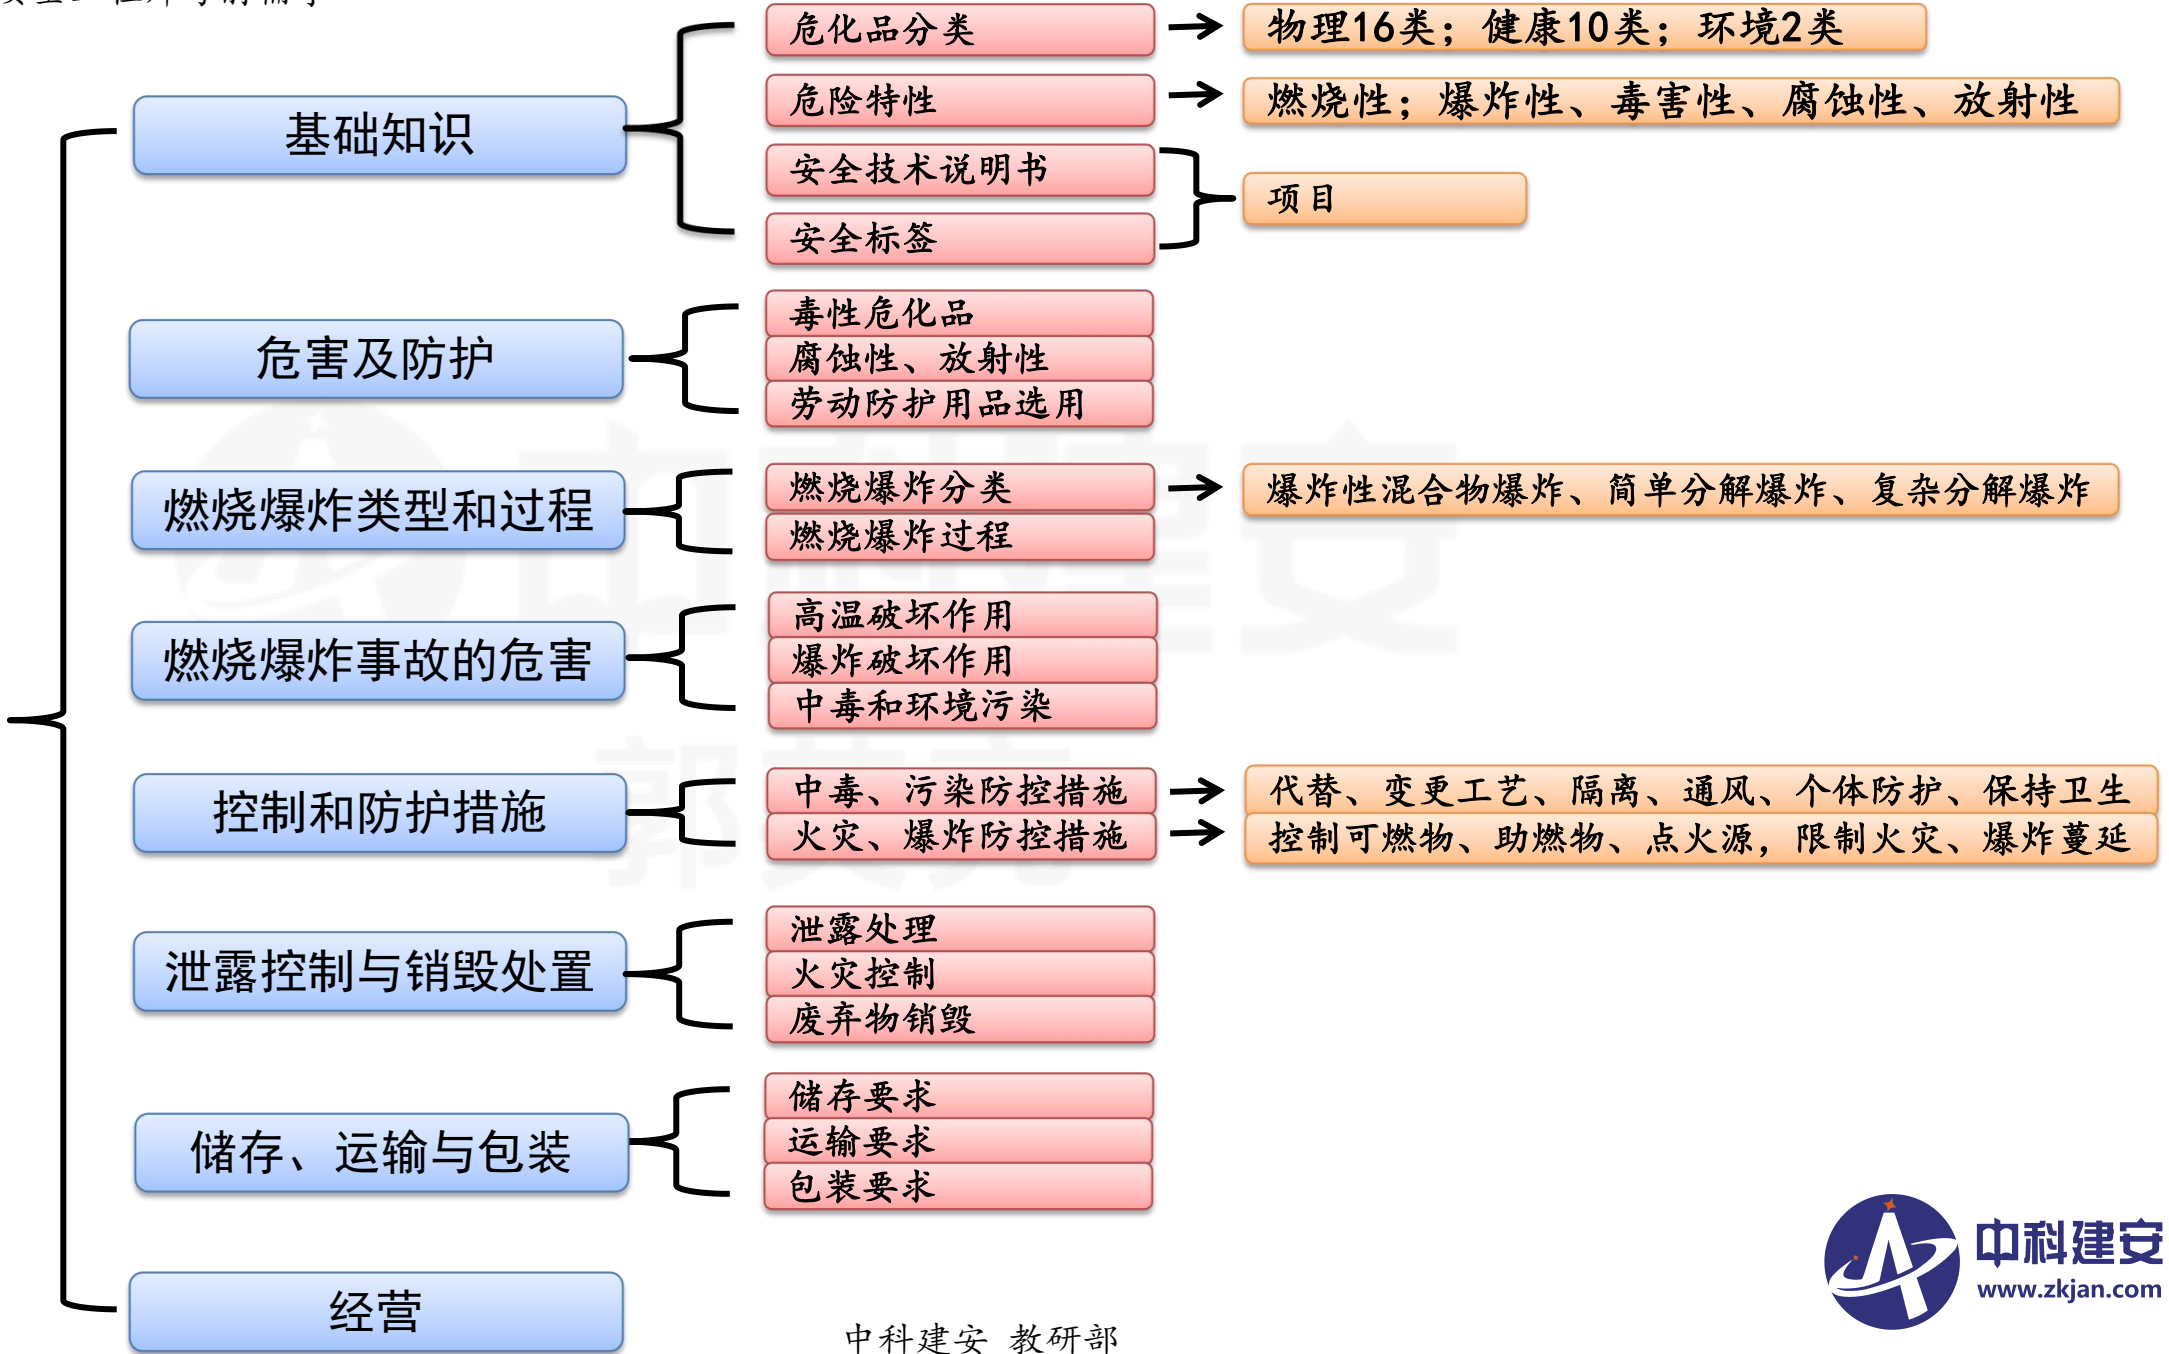 基础知识
危化品分类
物理16类；健康10类；环境2类
危险特性
燃烧性；爆炸性、毒害性、腐蚀性、放射性
安全技术说明书
安全标签
项目
危害及防护
毒性危化品
腐蚀性、放射性
劳动防护用品选用
燃烧爆炸类型和过程
燃烧爆炸分类
爆炸性混合物爆炸、简单分解爆炸、复杂分解爆炸
燃烧爆炸过程
燃烧爆炸事故的危害
高温破坏作用
爆炸破坏作用
中毒和环境污染
控制和防护措施
中毒、污染防控措施
代替、变更工艺、隔离、通风、个体防护、保持卫生
火灾、爆炸防控措施
控制可燃物、助燃物、点火源，限制火灾、爆炸蔓延
泄露控制与销毁处置
泄露处理
火灾控制
废弃物销毁
储存、运输与包装
储存要求
运输要求
包装要求
经营
中科建安
www.zkjan.com
中科建安 教研部
中科建安